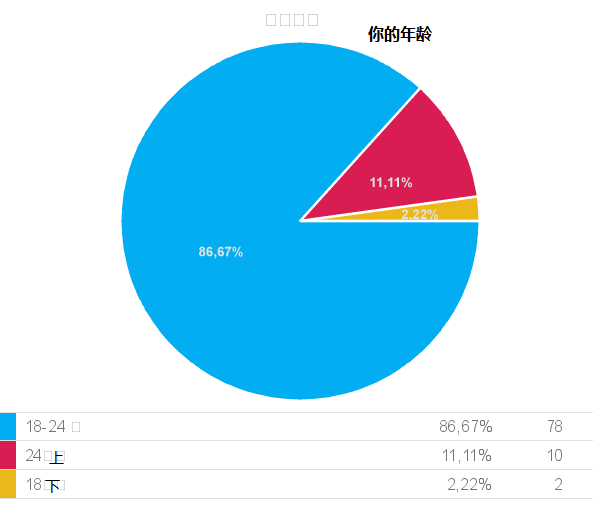 你的年龄
11,11%
2.22%
86,67%
18-24 86,67% 78
24 上 11,11% 10
18 下 2,22% 2